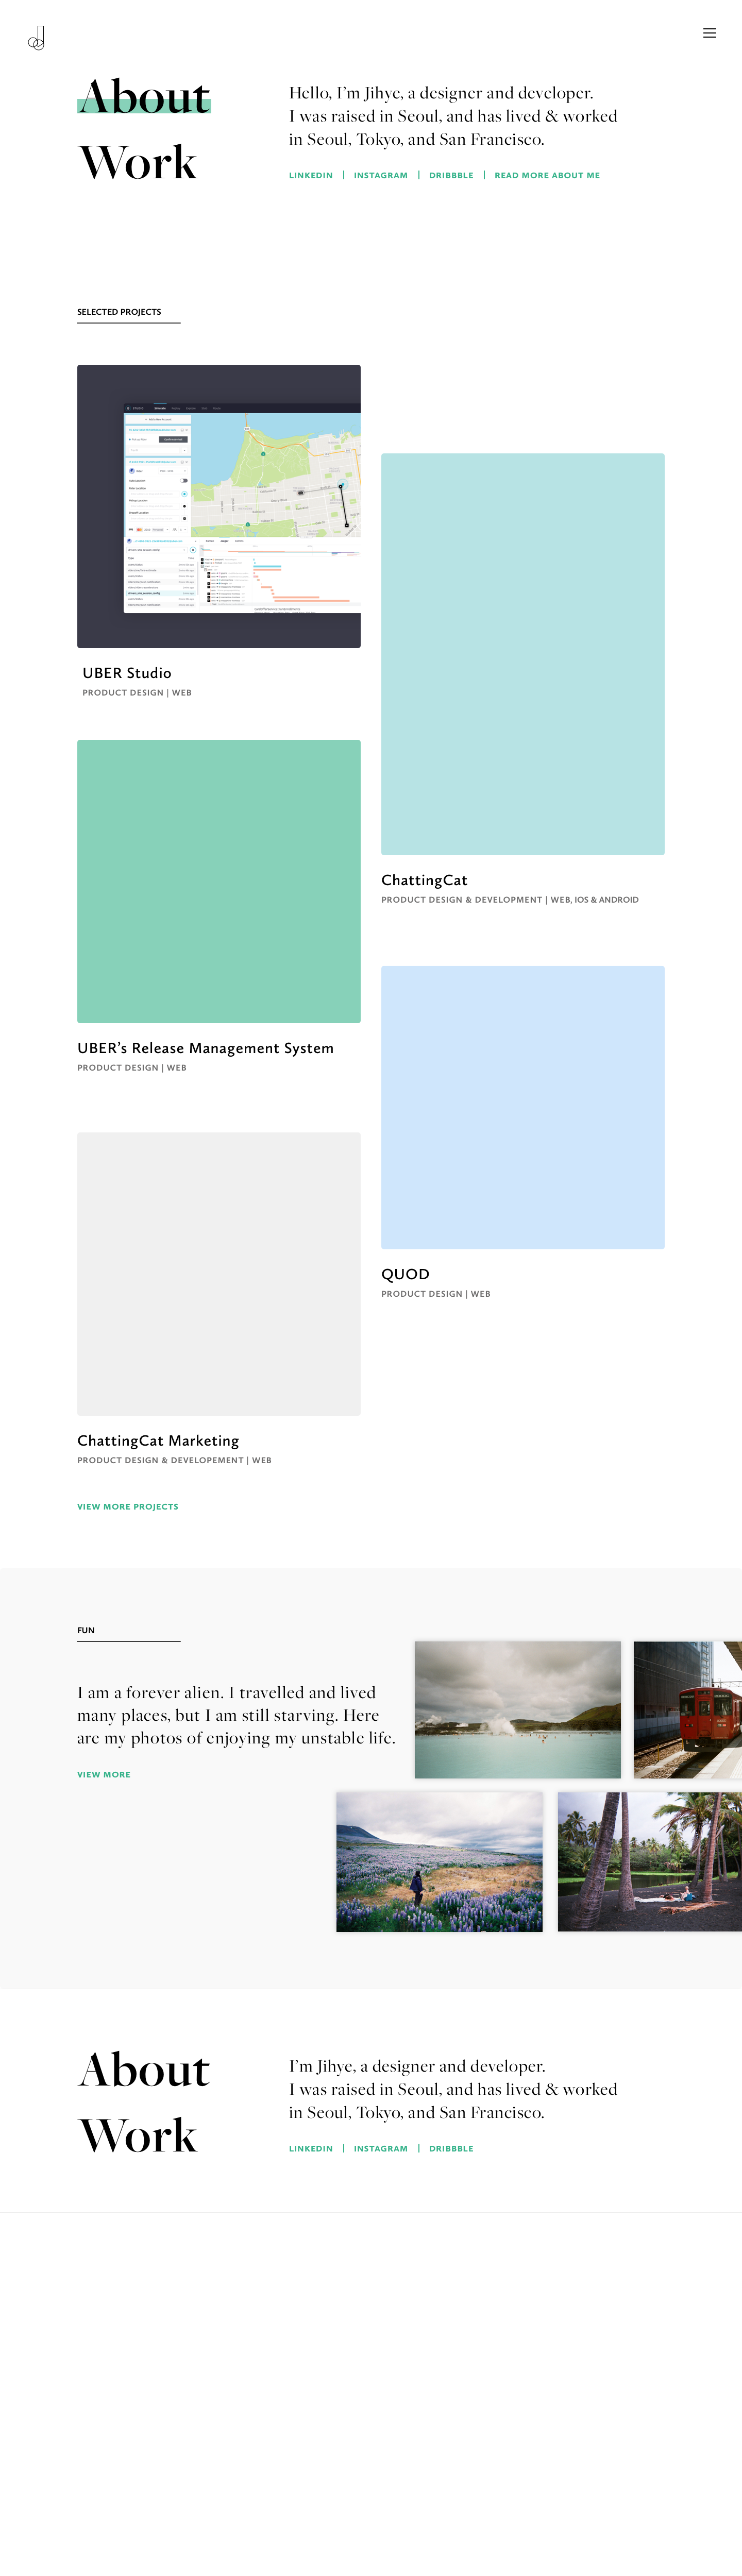 About
Work
Hello, I’m Jihye, a designer and developer.
I was raised in Seoul, and has lived & worked
in Seoul, Tokyo, and San Francisco.
LINKEDIN | INSTAGRAM | DRIBBBLE | READ MORE ABOUT ME
SELECTED PROJECTS
UBER Studio
PRODUCT DESIGN | WEB
ChattingCat
PRODUCT DESIGN & DEVELOPMENT | WEB, IOS & ANDROID
UBER’s Release Management System
PRODUCT DESIGN | WEB
QUOD
PRODUCT DESIGN | WEB
ChattingCat Marketing
PRODUCT DESIGN & DEVELOPEMENT | WEB
VIEW MORE PROJECTS
FUN
I am a forever alien. I travelled and lived
many places, but I am still starving. Here
are my photos of enjoying my unstable life.
VIEW MORE
About
Work
I’m Jihye, a designer and developer.
I was raised in Seoul, and has lived & worked
in Seoul, Tokyo, and San Francisco.
LINKEDIN | INSTAGRAM | DRIBBBLE